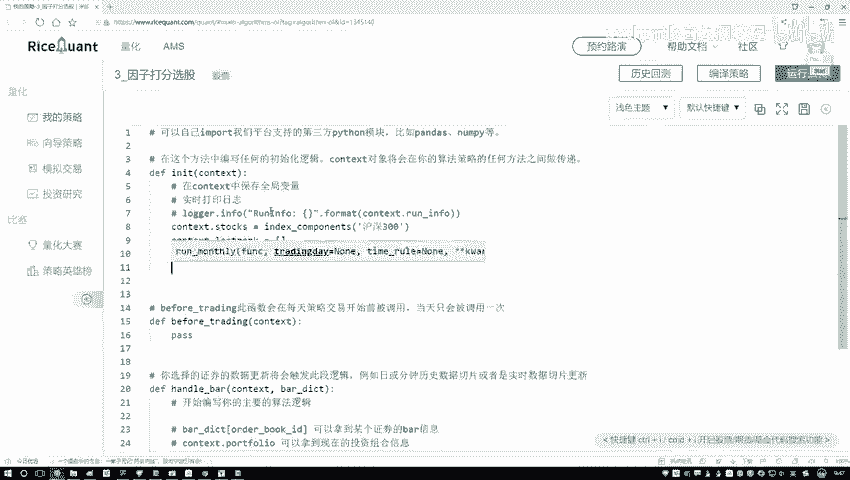 RiceQuant 量化 AMS 预约路演 帮助文档 社区
3_因子打分选股 历史回测 编译策略
浅色主题 默认快捷键
量化
我的策略
向导策略
模拟交易
投资研究
比赛
量化大赛
策略英雄榜
1 # 可以自己import我们平台支持的第三方python模块，比如pandas、numpy等。
2
3 # 在这个方法中编写任何的初始化逻辑。context对象将会在你的算法策略的任何方法之间做传递。
4 def init(context):
5 # 在context中保存全局变量
6 # 实时打印日志
7 # logger.info("RunInfo: {}".format(context.run_info))
8 context.stocks = index_components('沪深300')
9
10 run_monthly(func, tradingday=None, time_rule=None, **kwar
11
12
13
14 # before_trading此函数会在每天策略交易开始前被调用，当天只会被调用一次
15 def before_trading(context):
16 pass
17
18
19 # 你选择的证券的数据更新将会触发此段逻辑，例如日或分钟历史数据切片或者是实时数据切片更新
20 def handle_bar(context, bar_dict):
21 # 开始编写你的主要的算法逻辑
22
23 # bar_dict[order_book_id] 可以拿到某个证券的bar信息
24 # context.portfolio 可以拿到现在的投资组合信息